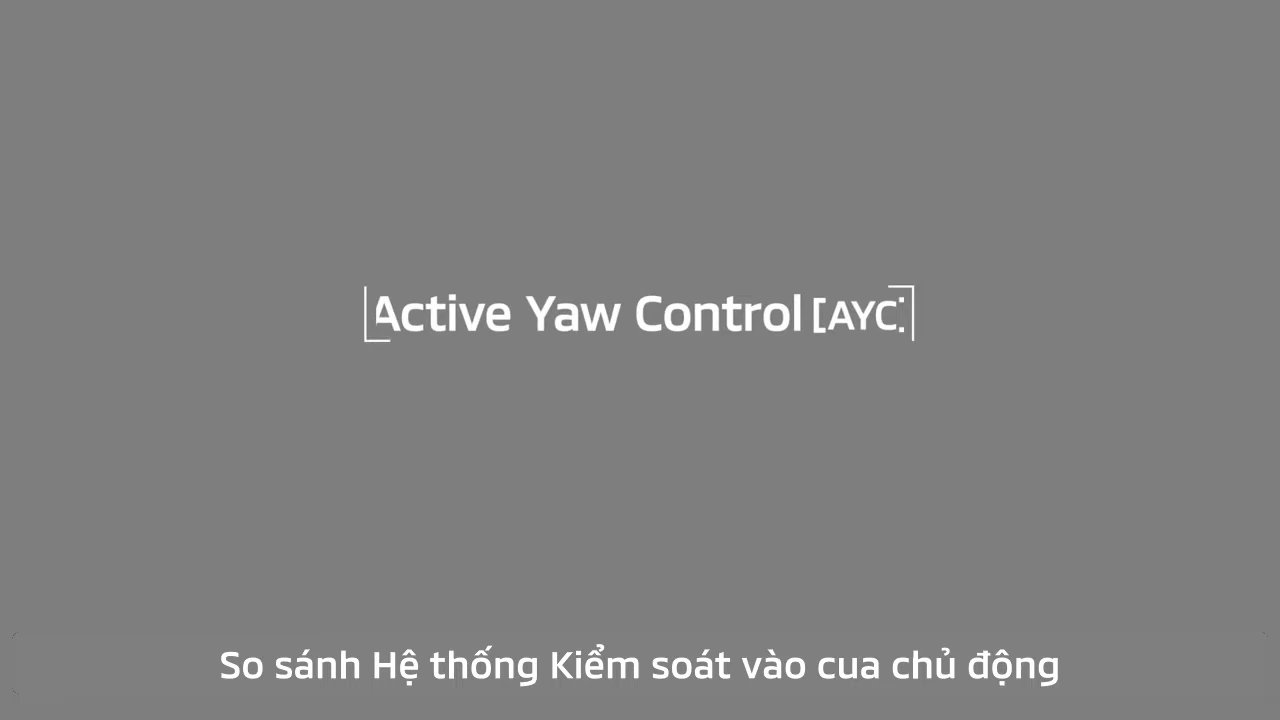 Active Yaw Control [AYC]
So sánh Hệ thống Kiểm soát vào cua chủ động